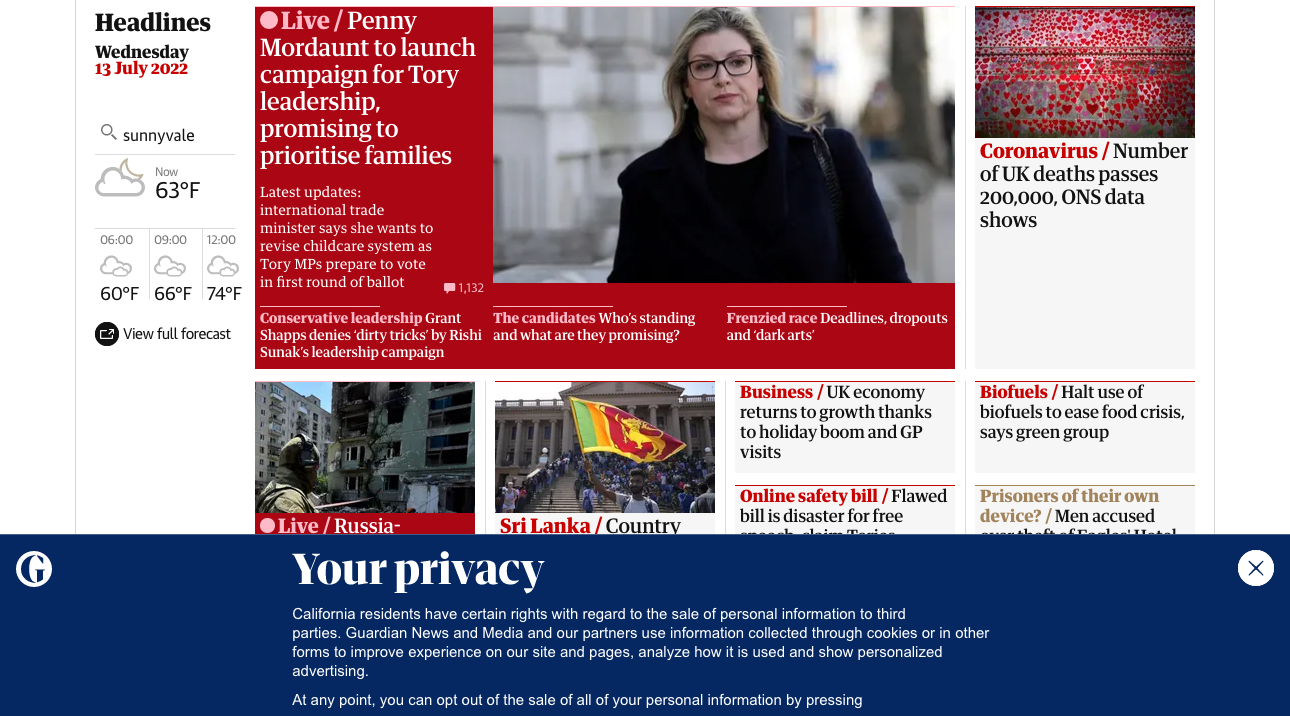 Headlines
Wednesday
13 July 2022
sunnyvale
Now
63°F
06:00
60°F
09:00
66°F
12:00
74°F
View full forecast
Live / Penny
Mordaunt to launch
campaign for Tory
leadership,
promising to
prioritise families
Latest updates:
international trade
minister says she wants to
revise childcare system as
Tory MPs prepare to vote
in first round of ballot
1,132
Conservative leadership Grant
Shapps denies ‘dirty tricks’ by Rishi
Sunak’s leadership campaign
The candidates Who’s standing
and what are they promising?
Frenzied race Deadlines, dropouts
and ‘dark arts’
Coronavirus / Number
of UK deaths passes
200,000, ONS data
shows
Live / Russia-
Sri Lanka / Country
Business / UK economy
returns to growth thanks
to holiday boom and GP
visits
Online safety bill / Flawed
bill is disaster for free
speech, claim Tories
Biofuels / Halt use of
biofuels to ease food crisis,
says green group
Prisoners of their own
device? / Men accused
over theft of Eagles' Hotel
G
Your privacy
California residents have certain rights with regard to the sale of personal information to third
parties. Guardian News and Media and our partners use information collected through cookies or in other
forms to improve experience on our site and pages, analyze how it is used and show personalized
advertising.
At any point, you can opt out of the sale of all of your personal information by pressing